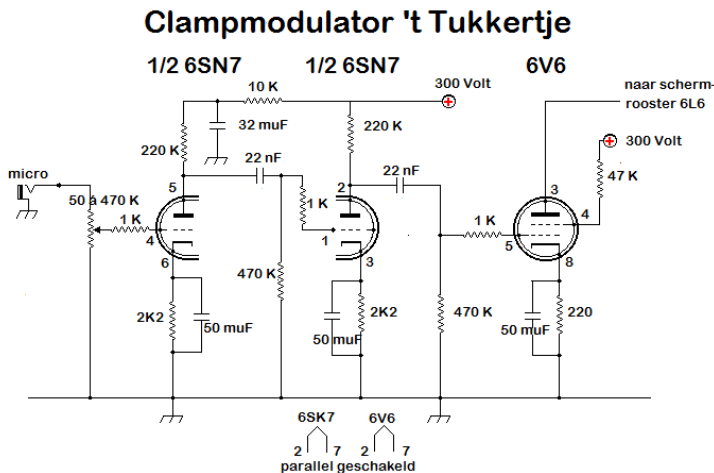 Clampmodulator 't Tukkertje
1/2 6SN7
1/2 6SN7
6V6
10 K
300 Volt
naar scherm-
rooster 6L6
32 muF
220 K
220 K
300 Volt
22 nF
22 nF
47 K
micro
50 á 470 K
5
2
3
1 K
1 K
1 K
4
1
4
5
6
3
8
470 K
470 K
2K2
50 muF
2K2
50 muF
220
50 muF
6SK7
6V6
2 7
2 7
parallel geschakeld